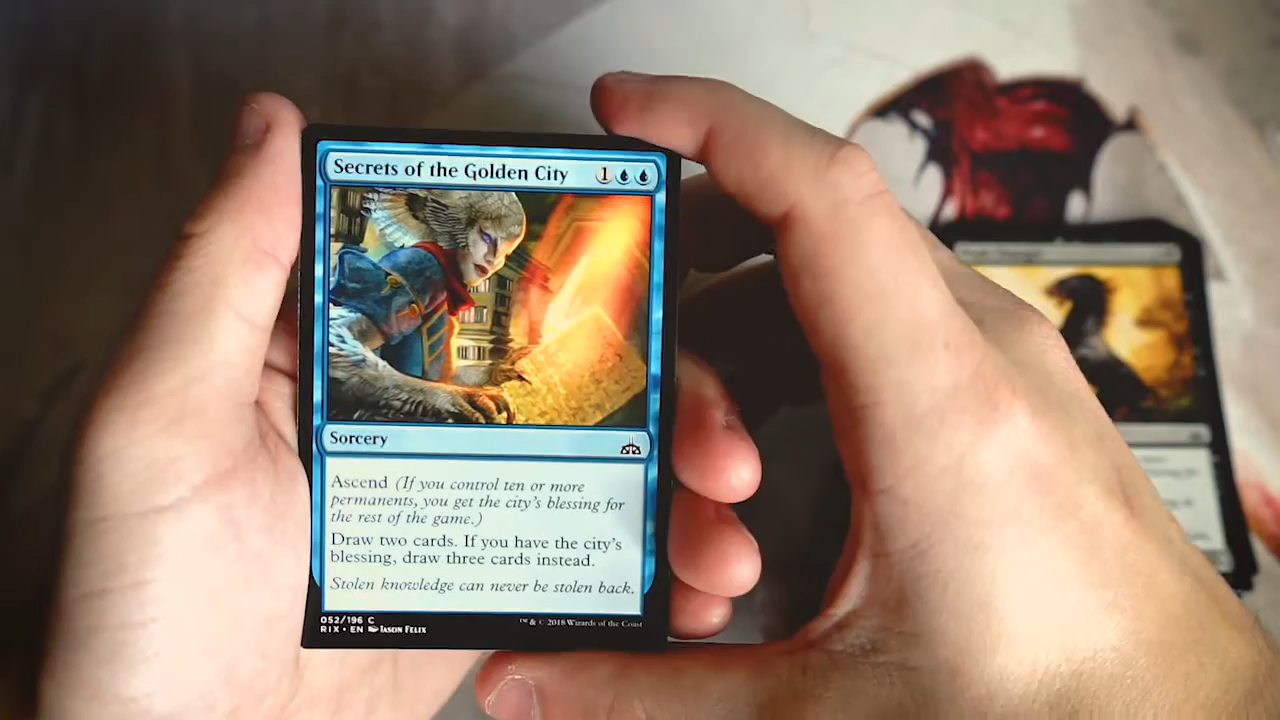 Secrets of the Golden City 1
Sorcery
Ascend (If you control ten or more
permanents, you get the city's blessing for
the rest of the game.)
Draw two cards. If you have the city's
blessing, draw three cards instead.
Stolen knowledge can never be stolen back.
052/196 C
RIX • EN Jason Felix
™ & © 2018 Wizards of the Coast